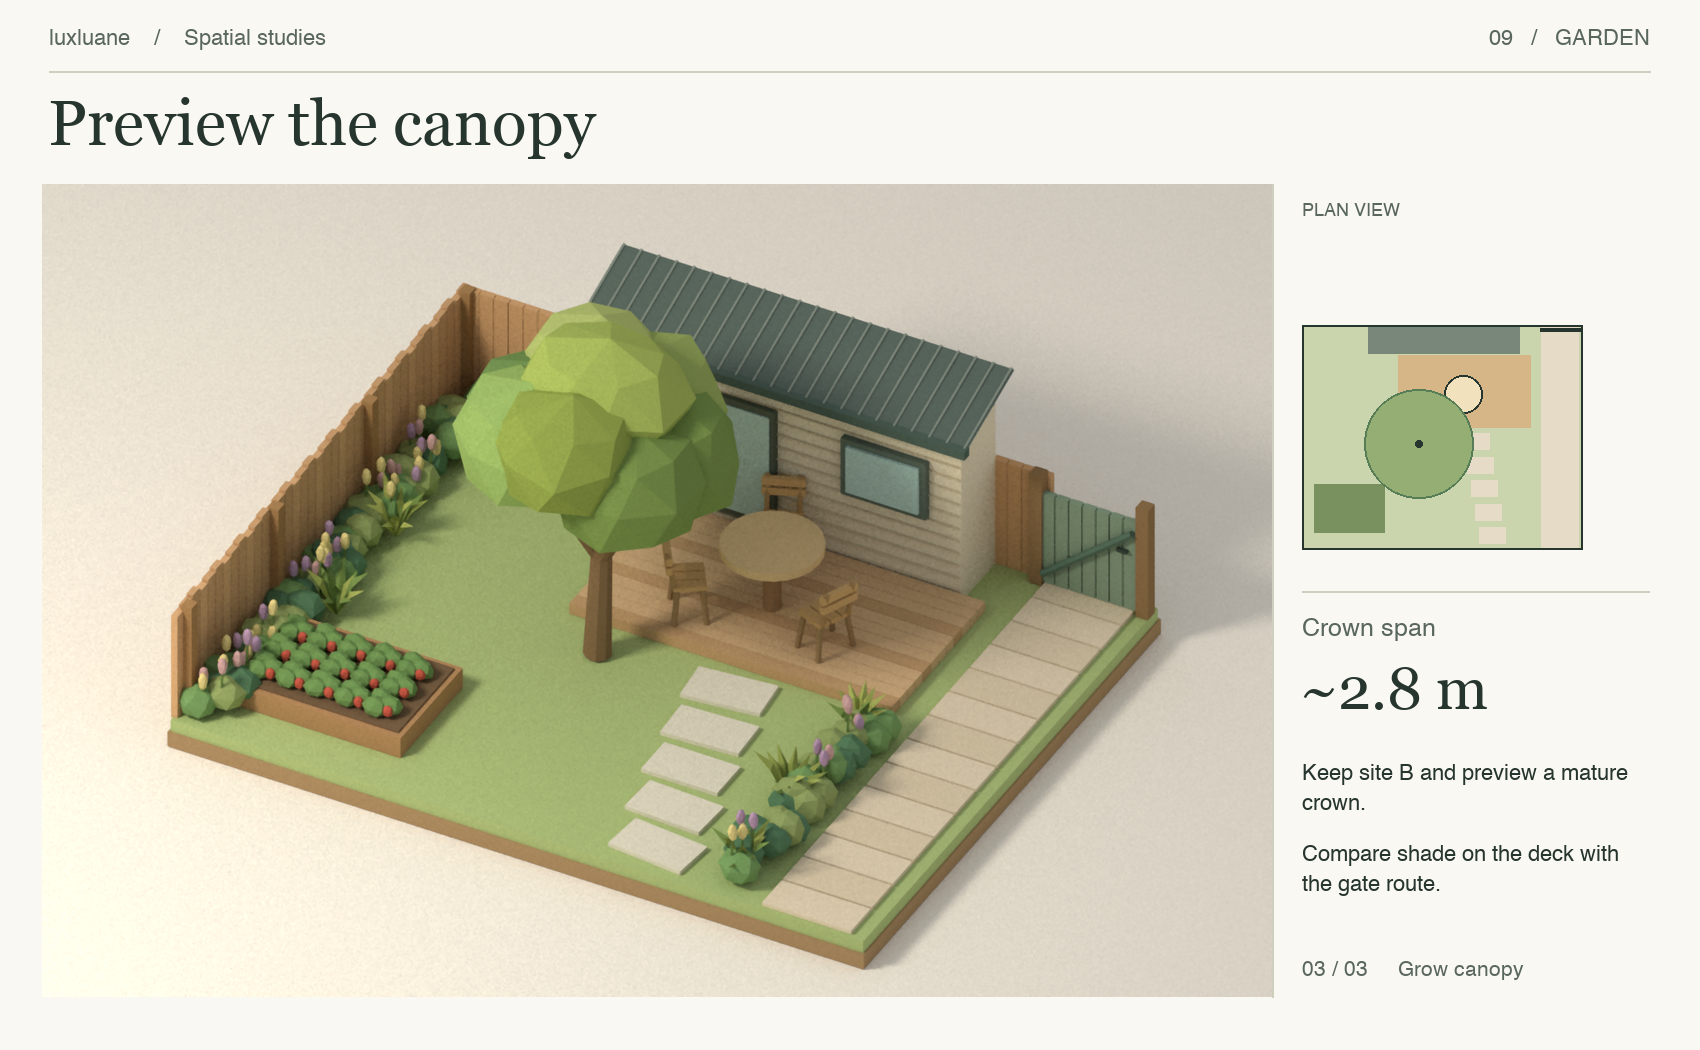 luxluane / Spatial studies
09 / GARDEN
Preview the canopy
PLAN VIEW
Crown span
~2.8 m
Keep site B and preview a mature
crown.
Compare shade on the deck with
the gate route.
03 / 03 Grow canopy